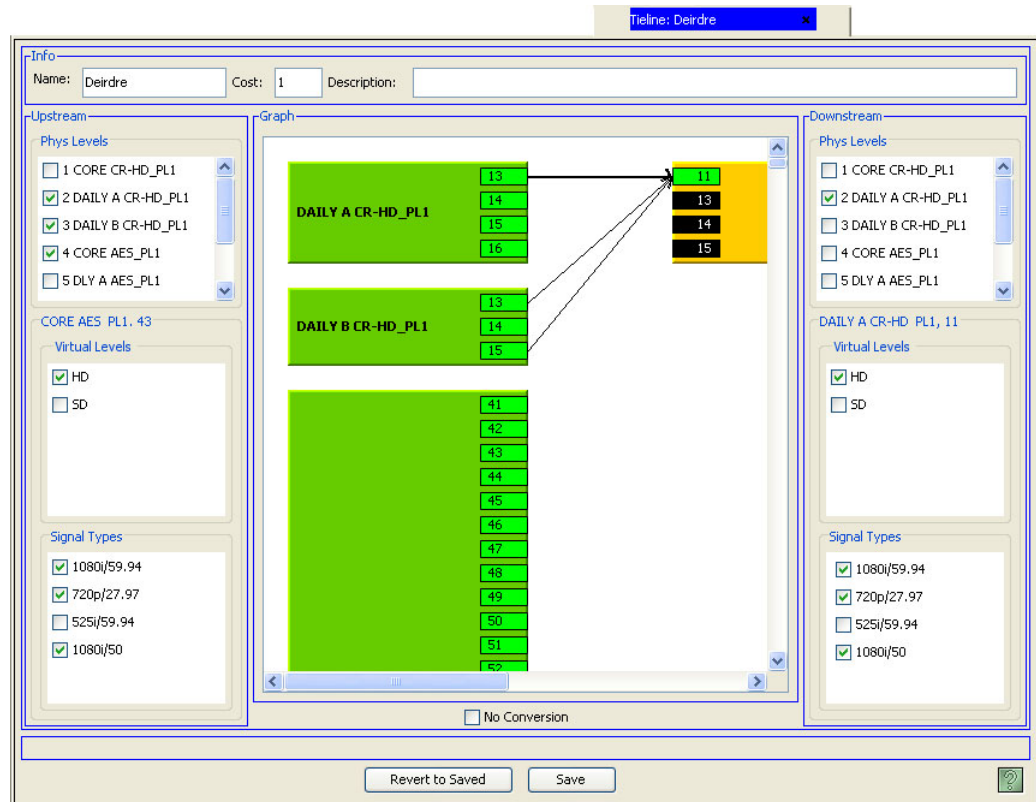 Tieline: Deirdre ×
Info
Name: Deirdre Cost: 1 Description:
Upstream
Phys Levels
1 CORE CR-HD_PL1
2 DAILY A CR-HD_PL1
3 DAILY B CR-HD_PL1
4 CORE AES_PL1
5 DLY A AES_PL1
CORE AES PL1. 43
Virtual Levels
HD
SD
Signal Types
1080i/59.94
720p/27.97
525i/59.94
1080i/50
Graph
DAILY A CR-HD_PL1
13
14
15
16
DAILY B CR-HD_PL1
13
14
15
41
42
43
44
45
46
47
48
49
50
51
52
11
13
14
15
No Conversion
Downstream
Phys Levels
1 CORE CR-HD_PL1
2 DAILY A CR-HD_PL1
3 DAILY B CR-HD_PL1
4 CORE AES_PL1
5 DLY A AES_PL1
DAILY A CR-HD PL1, 11
Virtual Levels
HD
SD
Signal Types
1080i/59.94
720p/27.97
525i/59.94
1080i/50
Revert to Saved
Save
?